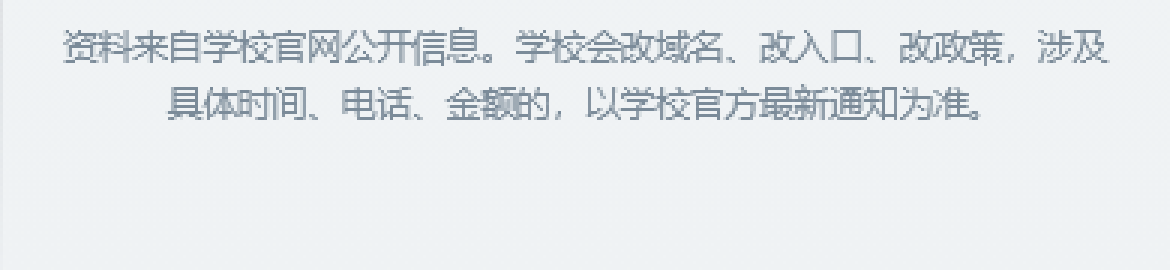 资料来自学校官网公开信息。学校会改域名、改入口、改政策，涉及
具体时间、电话、金额的，以学校官方最新通知为准。